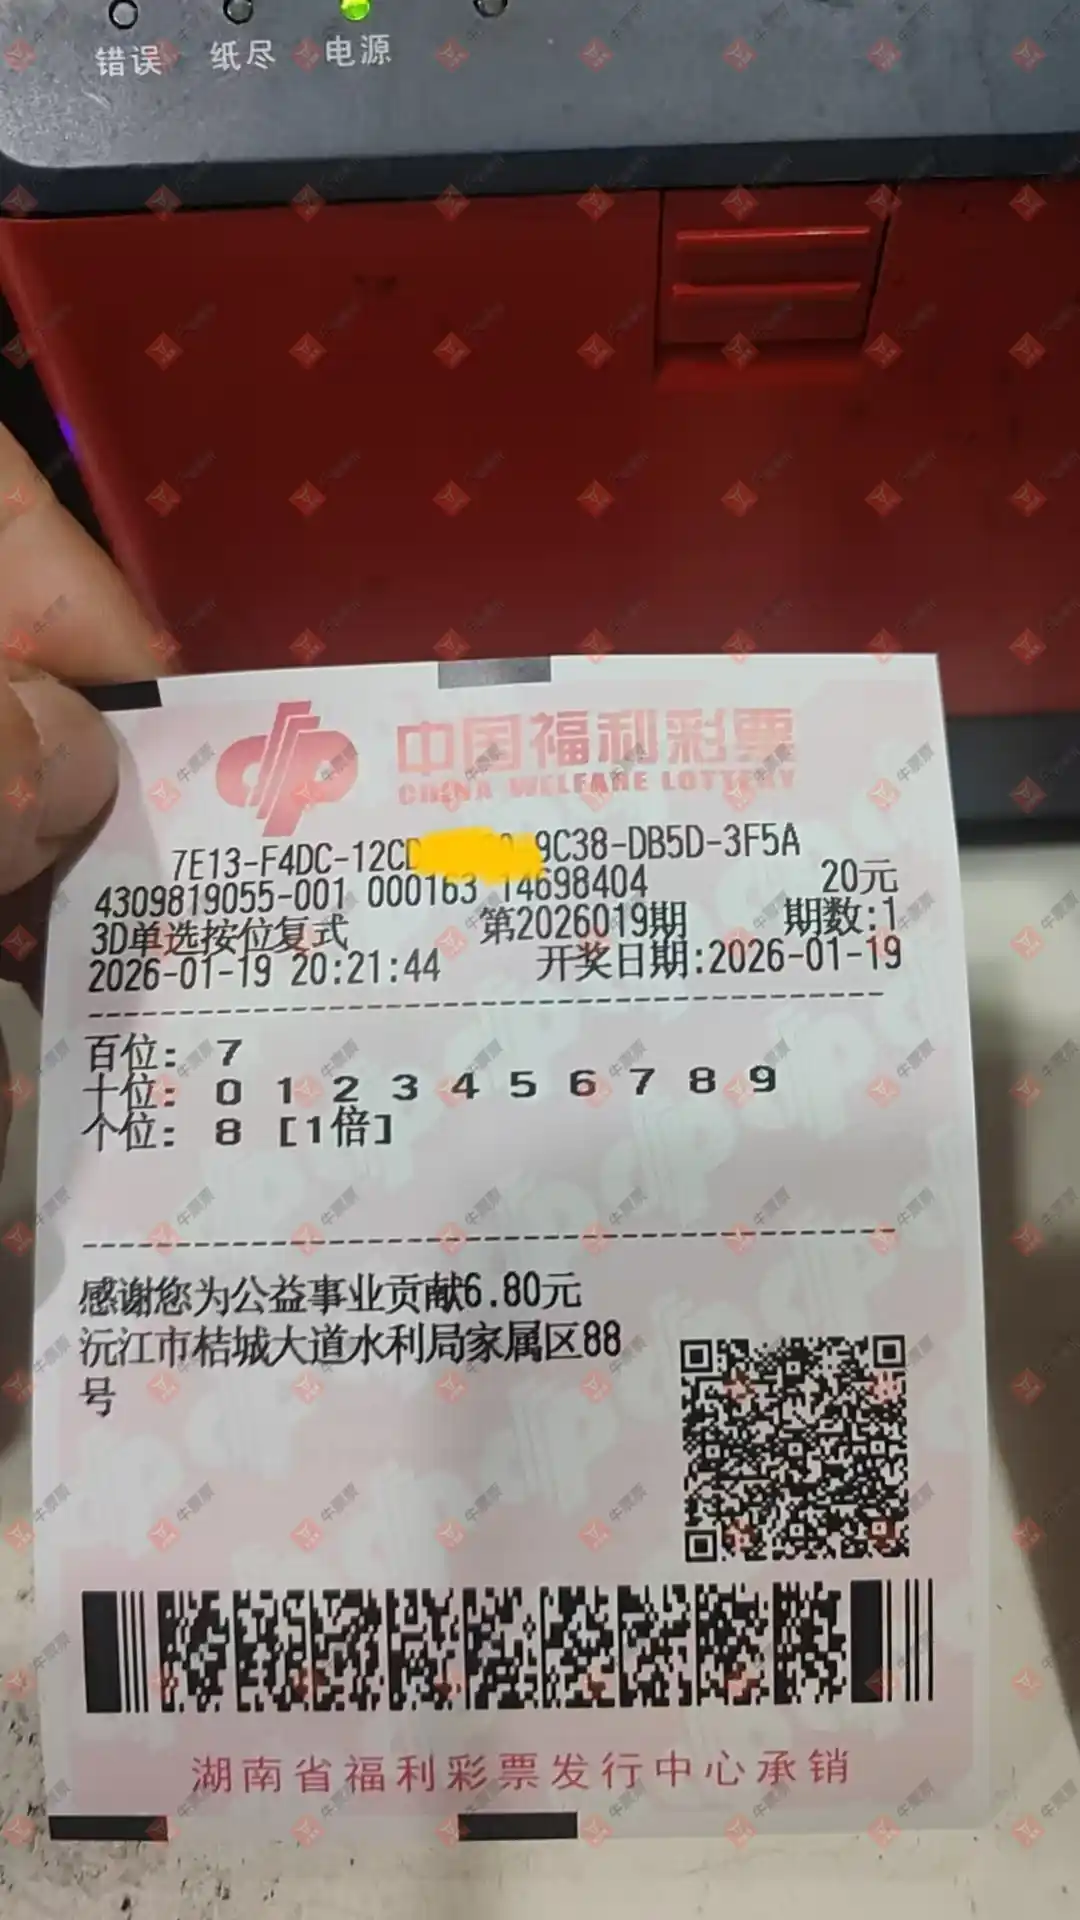 错误 纸尽 电源
中国福利彩票
CHINA WELFARE LOTTERY
7E13-F4DC-12CD 9C38-DB5D-3F5A
4309819055-001 000163 14698404 20元
3D单选按位复式 第2026019期 期数:1
2026-01-19 20:21:44 开奖日期:2026-01-19
百位: 7
十位: 0 1 2 3 4 5 6 7 8 9
个位: 8 [1倍]
感谢您为公益事业贡献6.80元
沅江市桔城大道水利局家属区88
号
湖南省福利彩票发行中心承销
牛票票